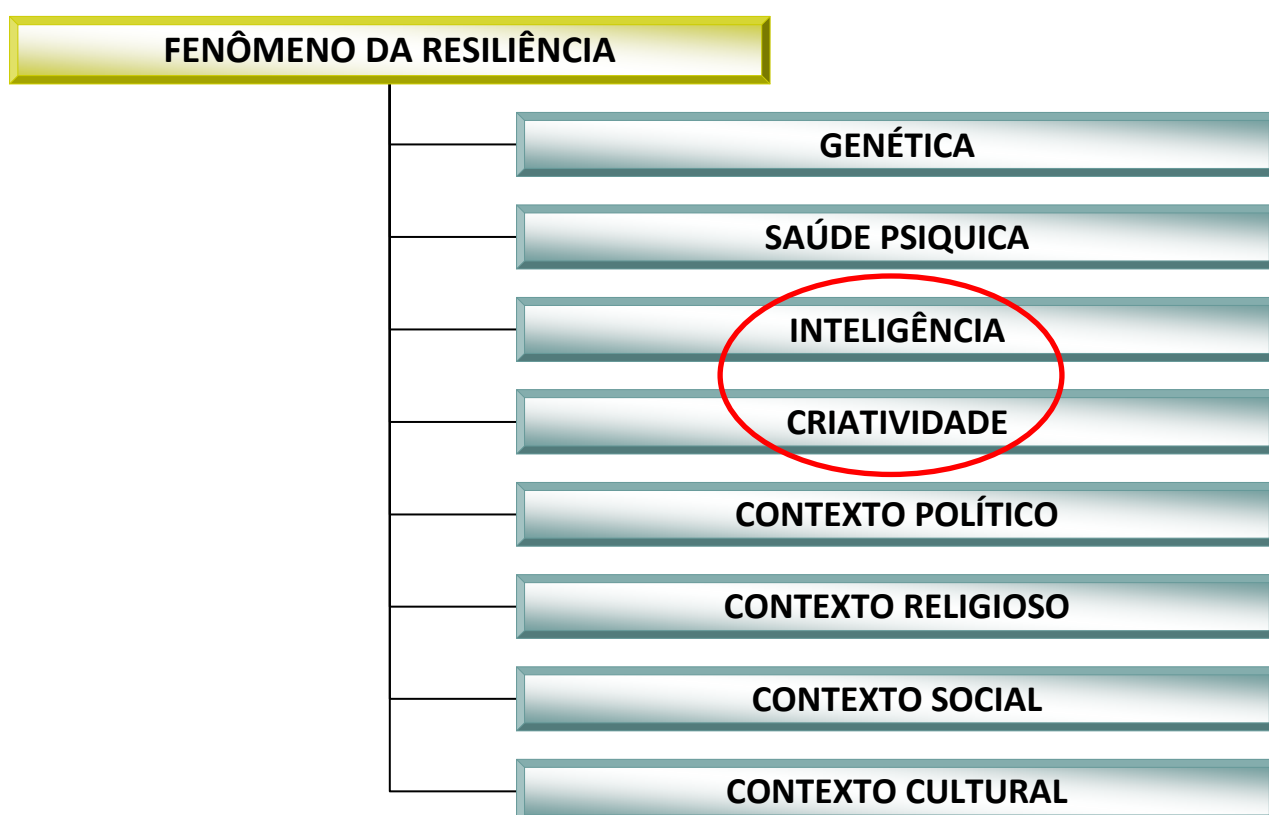 FENÔMENO DA RESILIÊNCIA
GENÉTICA
SAÚDE PSIQUICA
INTELIGÊNCIA
CRIATIVIDADE
CONTEXTO POLÍTICO
CONTEXTO RELIGIOSO
CONTEXTO SOCIAL
CONTEXTO CULTURAL